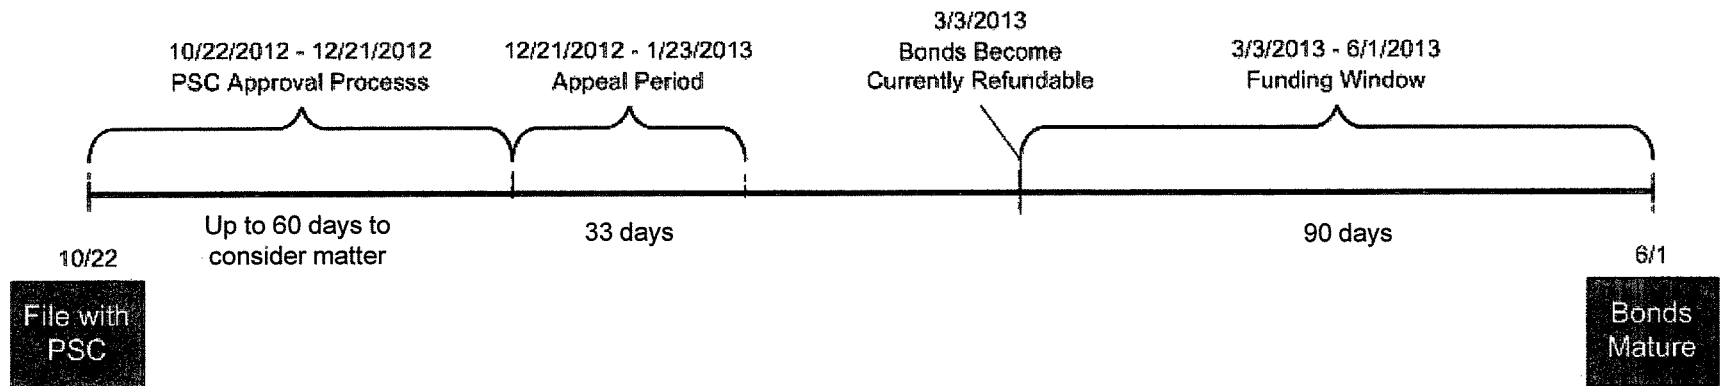 10/22/2012 - 12/21/2012
PSC Approval Processs
12/21/2012 - 1/23/2013
Appeal Period
3/3/2013
Bonds Become
Currently Refundable
3/3/2013 - 6/1/2013
Funding Window
Up to 60 days to
consider matter
33 days
90 days
10/22
File with
PSC
6/1
Bonds
Mature